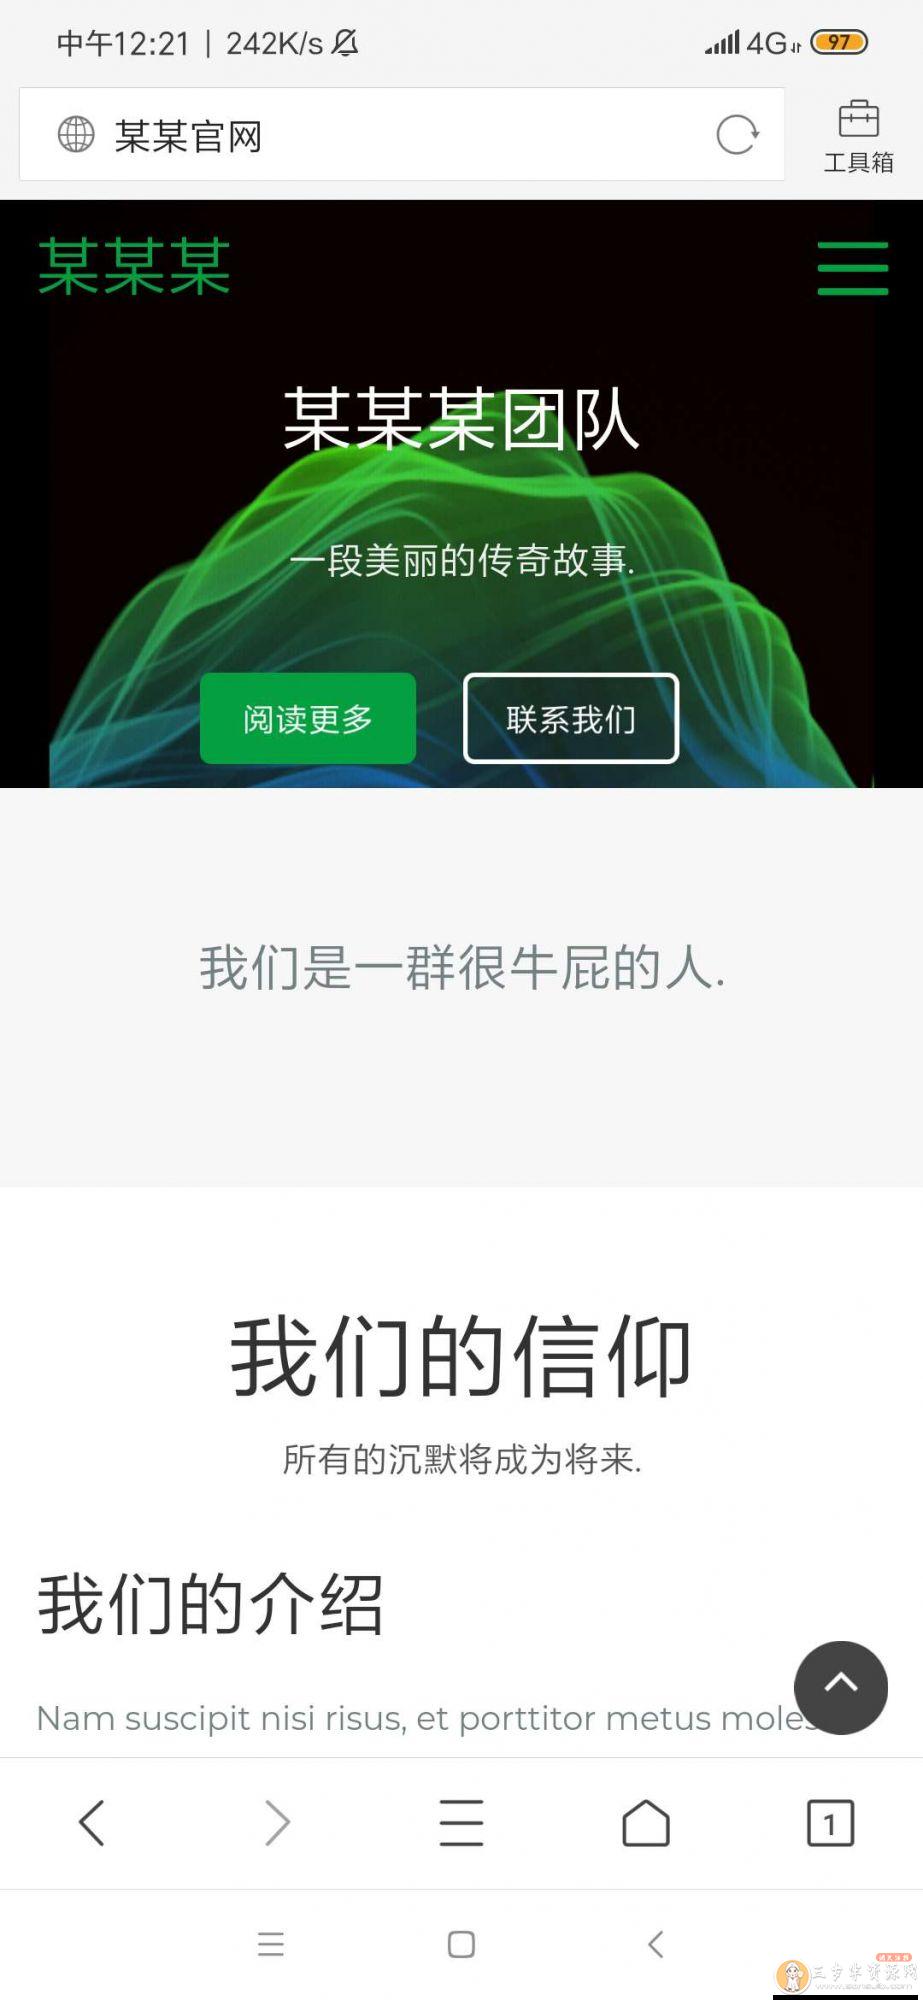 中午12:21 | 242K/s
4G
97
某某官网
工具箱
某某某
某某某团队
一段美丽的传奇故事.
阅读更多
联系我们
我们是一群很牛屁的人.
我们的信仰
所有的沉默将成为将来.
我们的介绍
Nam suscipit nisi risus, et porttitor metus moles
1
三步半资源网